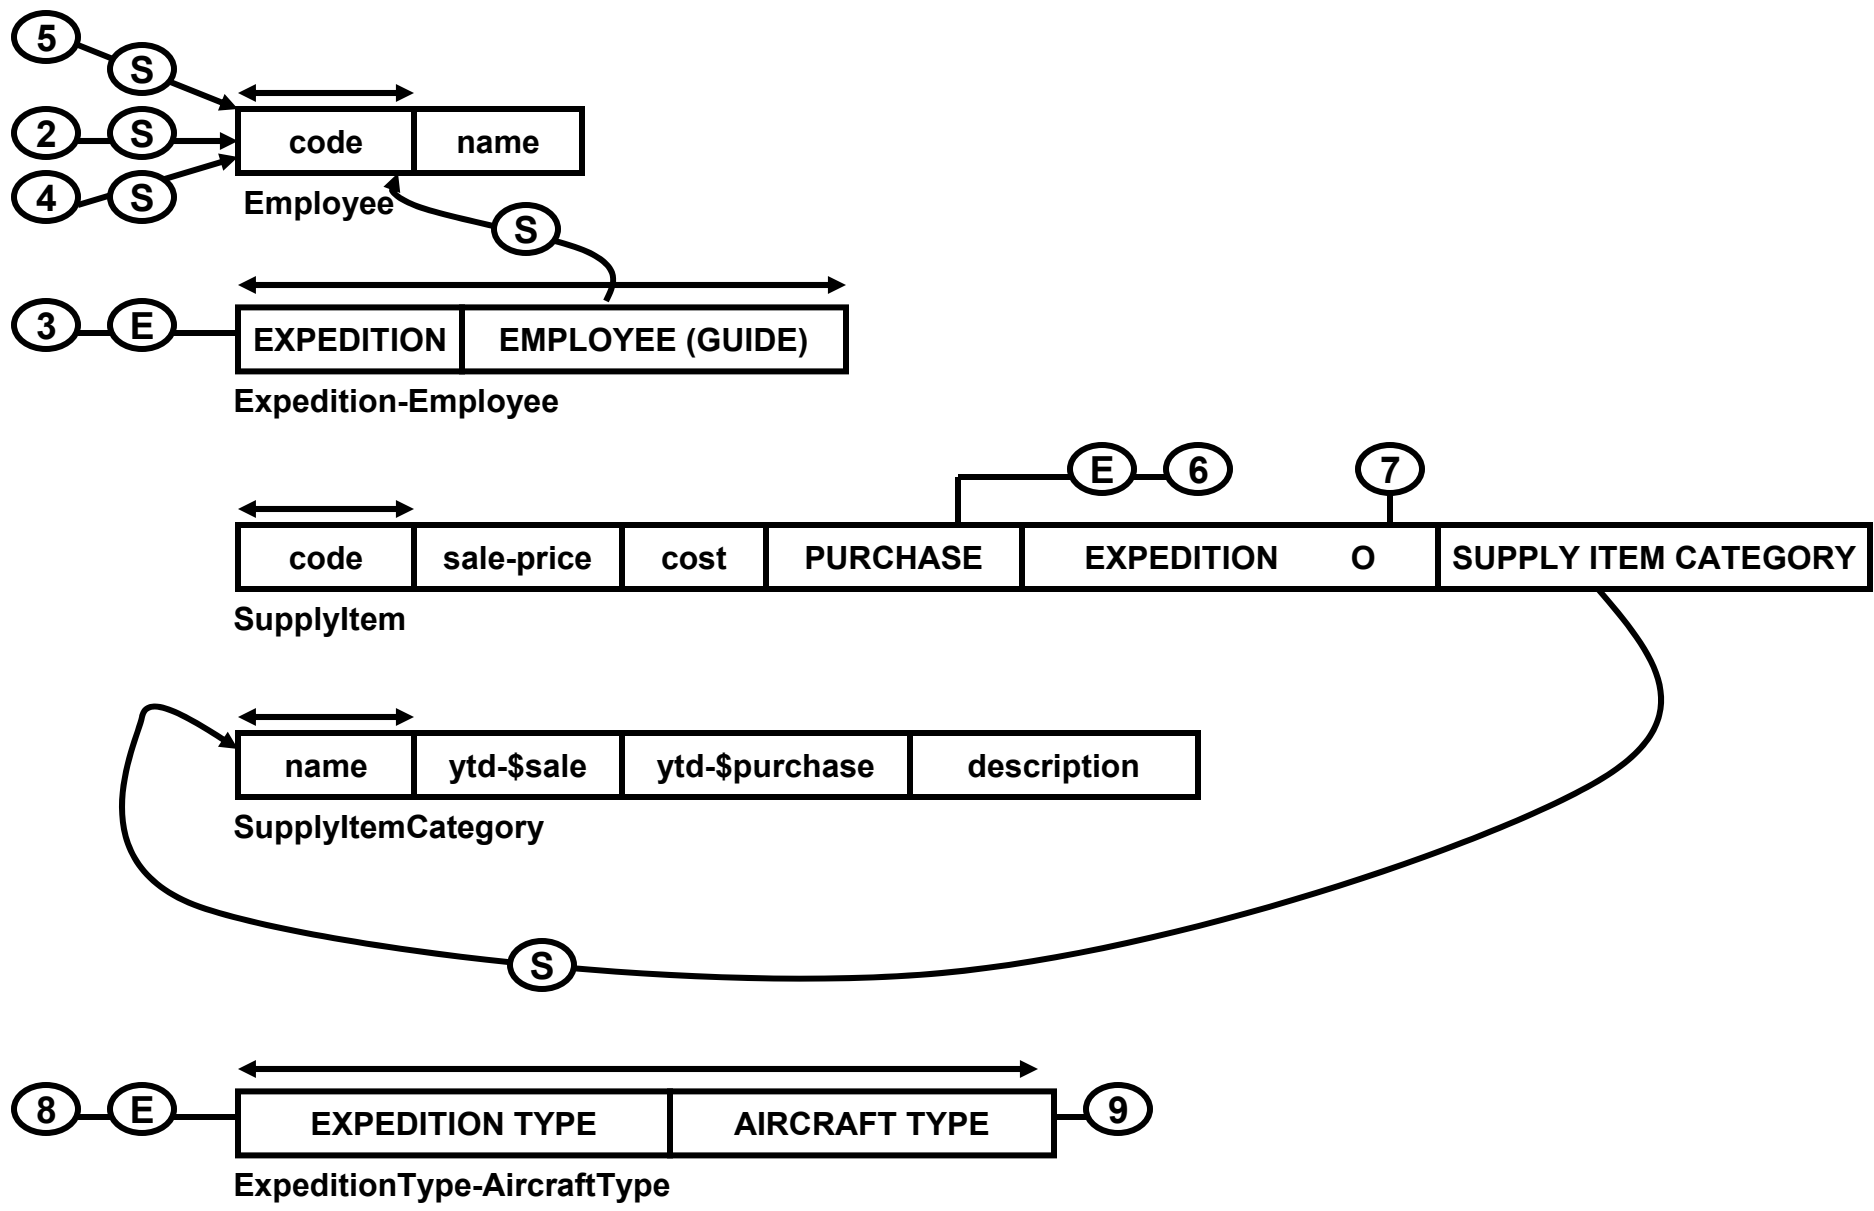 5
S
2 S code name
4 S
Employee
S
3 E EXPEDITION EMPLOYEE (GUIDE)
Expedition-Employee
E 6 7
code sale-price cost PURCHASE EXPEDITION O SUPPLY ITEM CATEGORY
SupplyItem
name ytd-$sale ytd-$purchase description
SupplyItemCategory
S
8 E EXPEDITION TYPE AIRCRAFT TYPE 9
ExpeditionType-AircraftType